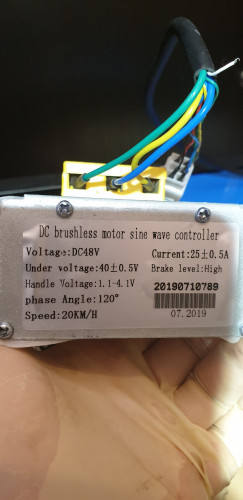 DC brushless motor sine wave controller
Voltage:DC48V Current:25±0.5A
Under voltage:40±0.5V Brake level:High
Handle Voltage:1.1-4.1V 20190710789
phase Angle:120°
Speed:20KM/H 07.2019